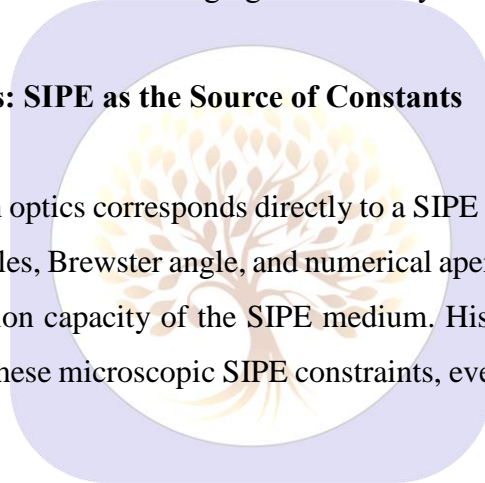 s: SIPE as the Source of Constants
optics corresponds directly to a SIPE
les, Brewster angle, and numerical aper
ion capacity of the SIPE medium. His
hese microscopic SIPE constraints, eve